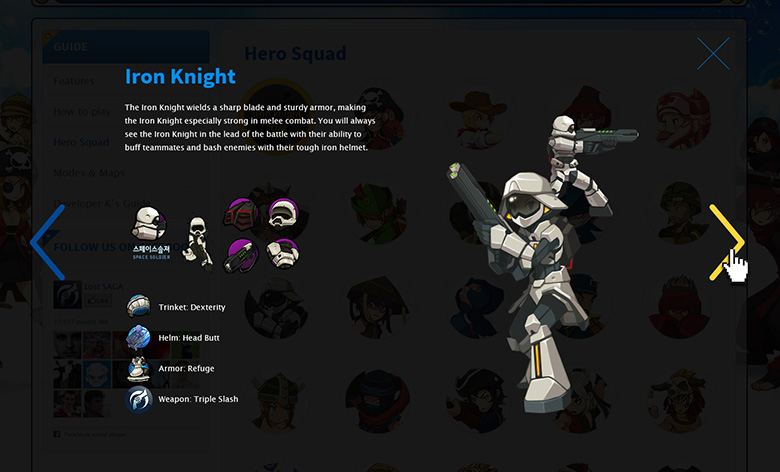 GUIDE
Hero Squad
Iron Knight
Features
The Iron Knight wields a sharp blade and sturdy armor, making
the Iron Knight especially strong in melee combat. You will always
see the Iron Knight in the lead of the battle with their ability to
buff teammates and bash enemies with their tough iron helmet.
How to play
Hero Squad
Modes & Maps
Developer K´s Guide
스페이스솔져
SPACE SOLDIER
FOLLOW US ON
Lost SAGA
Trinket: Dexterity
Helm: Head Butt
Armor: Refuge
Weapon: Triple Slash